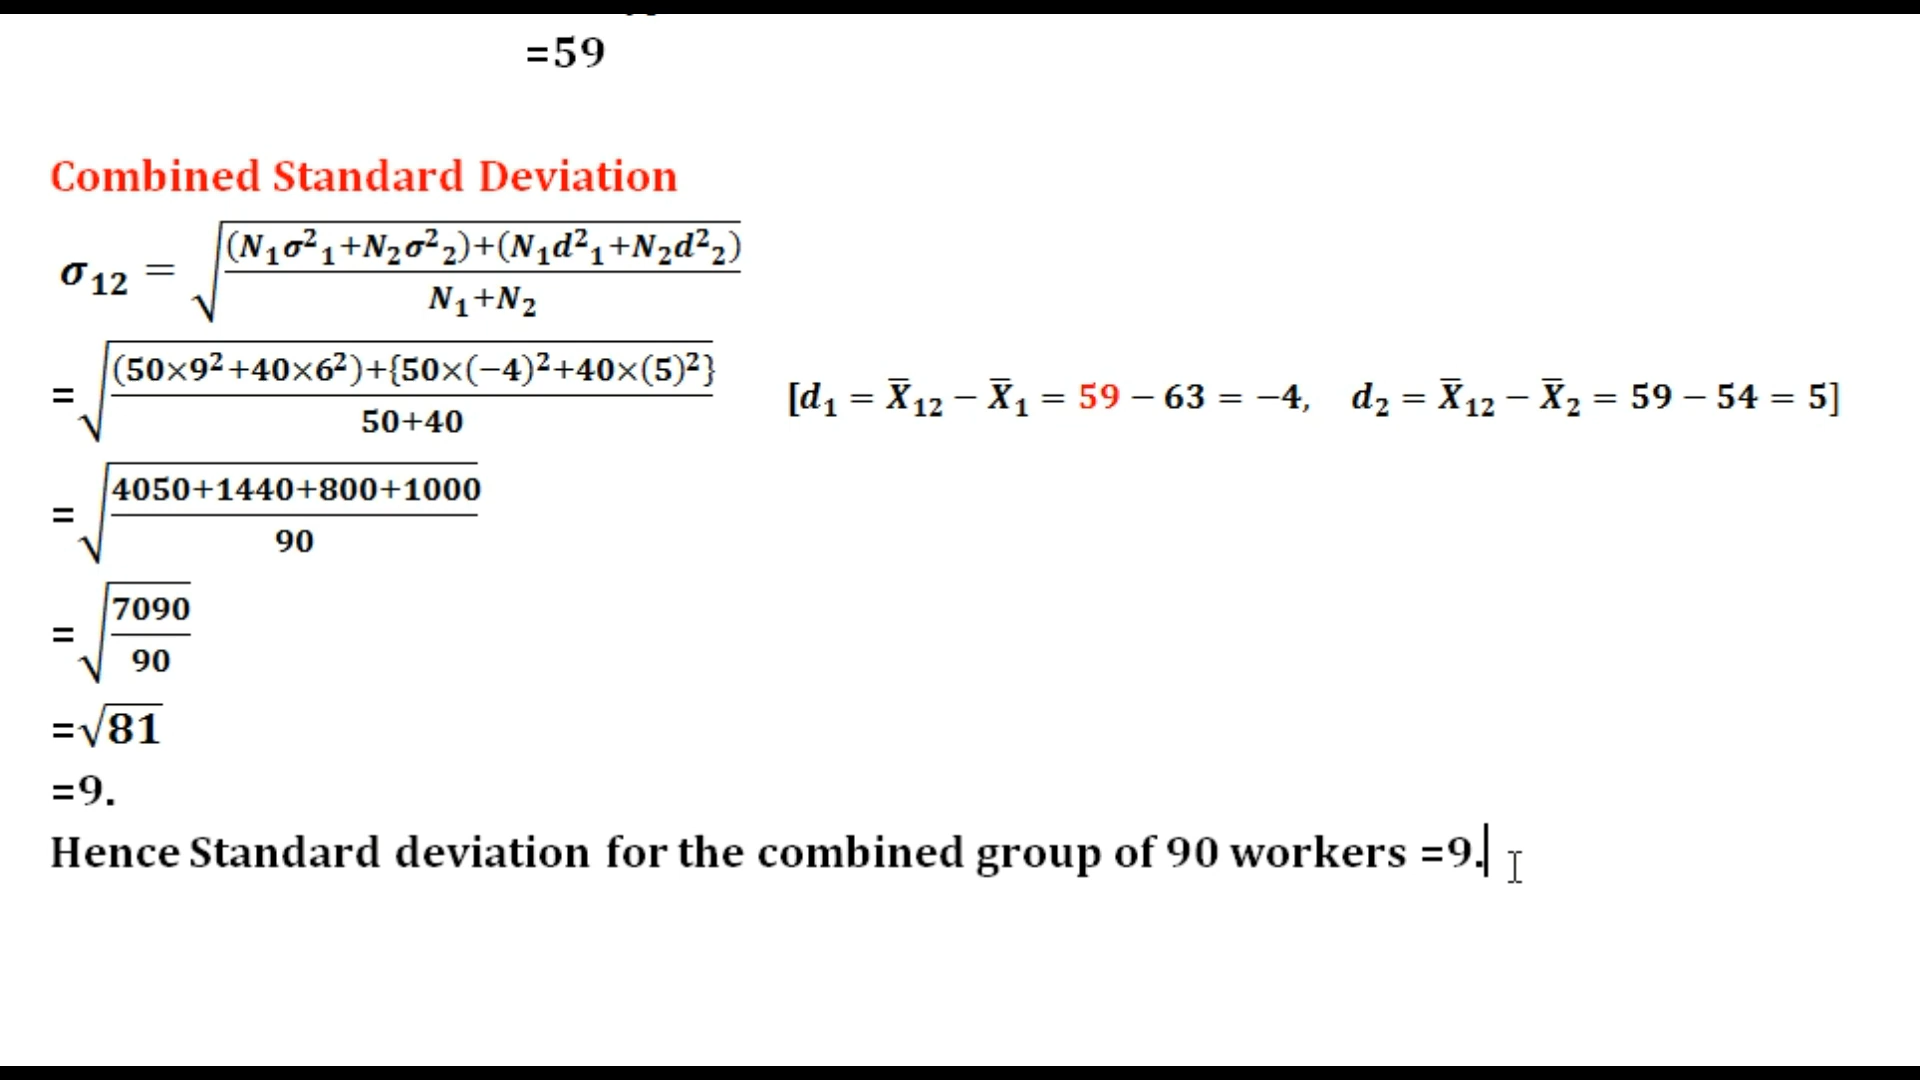 =59
Combined Standard Deviation
σ₁₂ = √((N₁σ²₁+N₂σ²₂)+(N₁d²₁+N₂d²₂) / N₁+N₂)
=√((50×9²+40×6²)+{50×(−4)²+40×(5)²} / 50+40) [d₁ = X̄₁₂ − X̄₁ = 59 − 63 = −4, d₂ = X̄₁₂ − X̄₂ = 59 − 54 = 5]
=√(4050+1440+800+1000 / 90)
=√(7090 / 90)
=√81
=9.
Hence Standard deviation for the combined group of 90 workers =9.